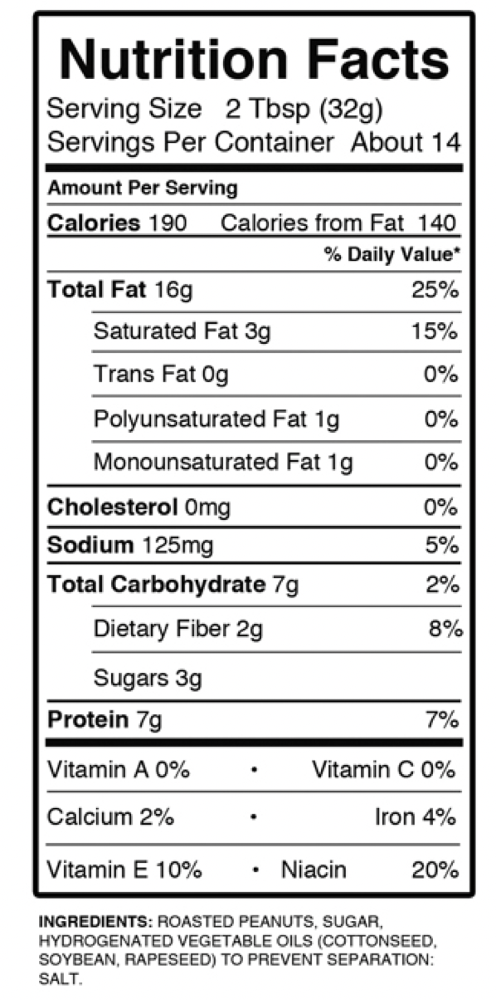 Nutrition Facts
Serving Size 2 Tbsp (32g)
Servings Per Container About 14
Amount Per Serving
Calories 190 Calories from Fat 140
% Daily Value*
Total Fat 16g 25%
Saturated Fat 3g 15%
Trans Fat 0g 0%
Polyunsaturated Fat 1g 0%
Monounsaturated Fat 1g 0%
Cholesterol 0mg 0%
Sodium 125mg 5%
Total Carbohydrate 7g 2%
Dietary Fiber 2g 8%
Sugars 3g
Protein 7g 7%
Vitamin A 0% • Vitamin C 0%
Calcium 2% • Iron 4%
Vitamin E 10% • Niacin 20%
INGREDIENTS: ROASTED PEANUTS, SUGAR,
HYDROGENATED VEGETABLE OILS (COTTONSEED,
SOYBEAN, RAPESEED) TO PREVENT SEPARATION:
SALT.